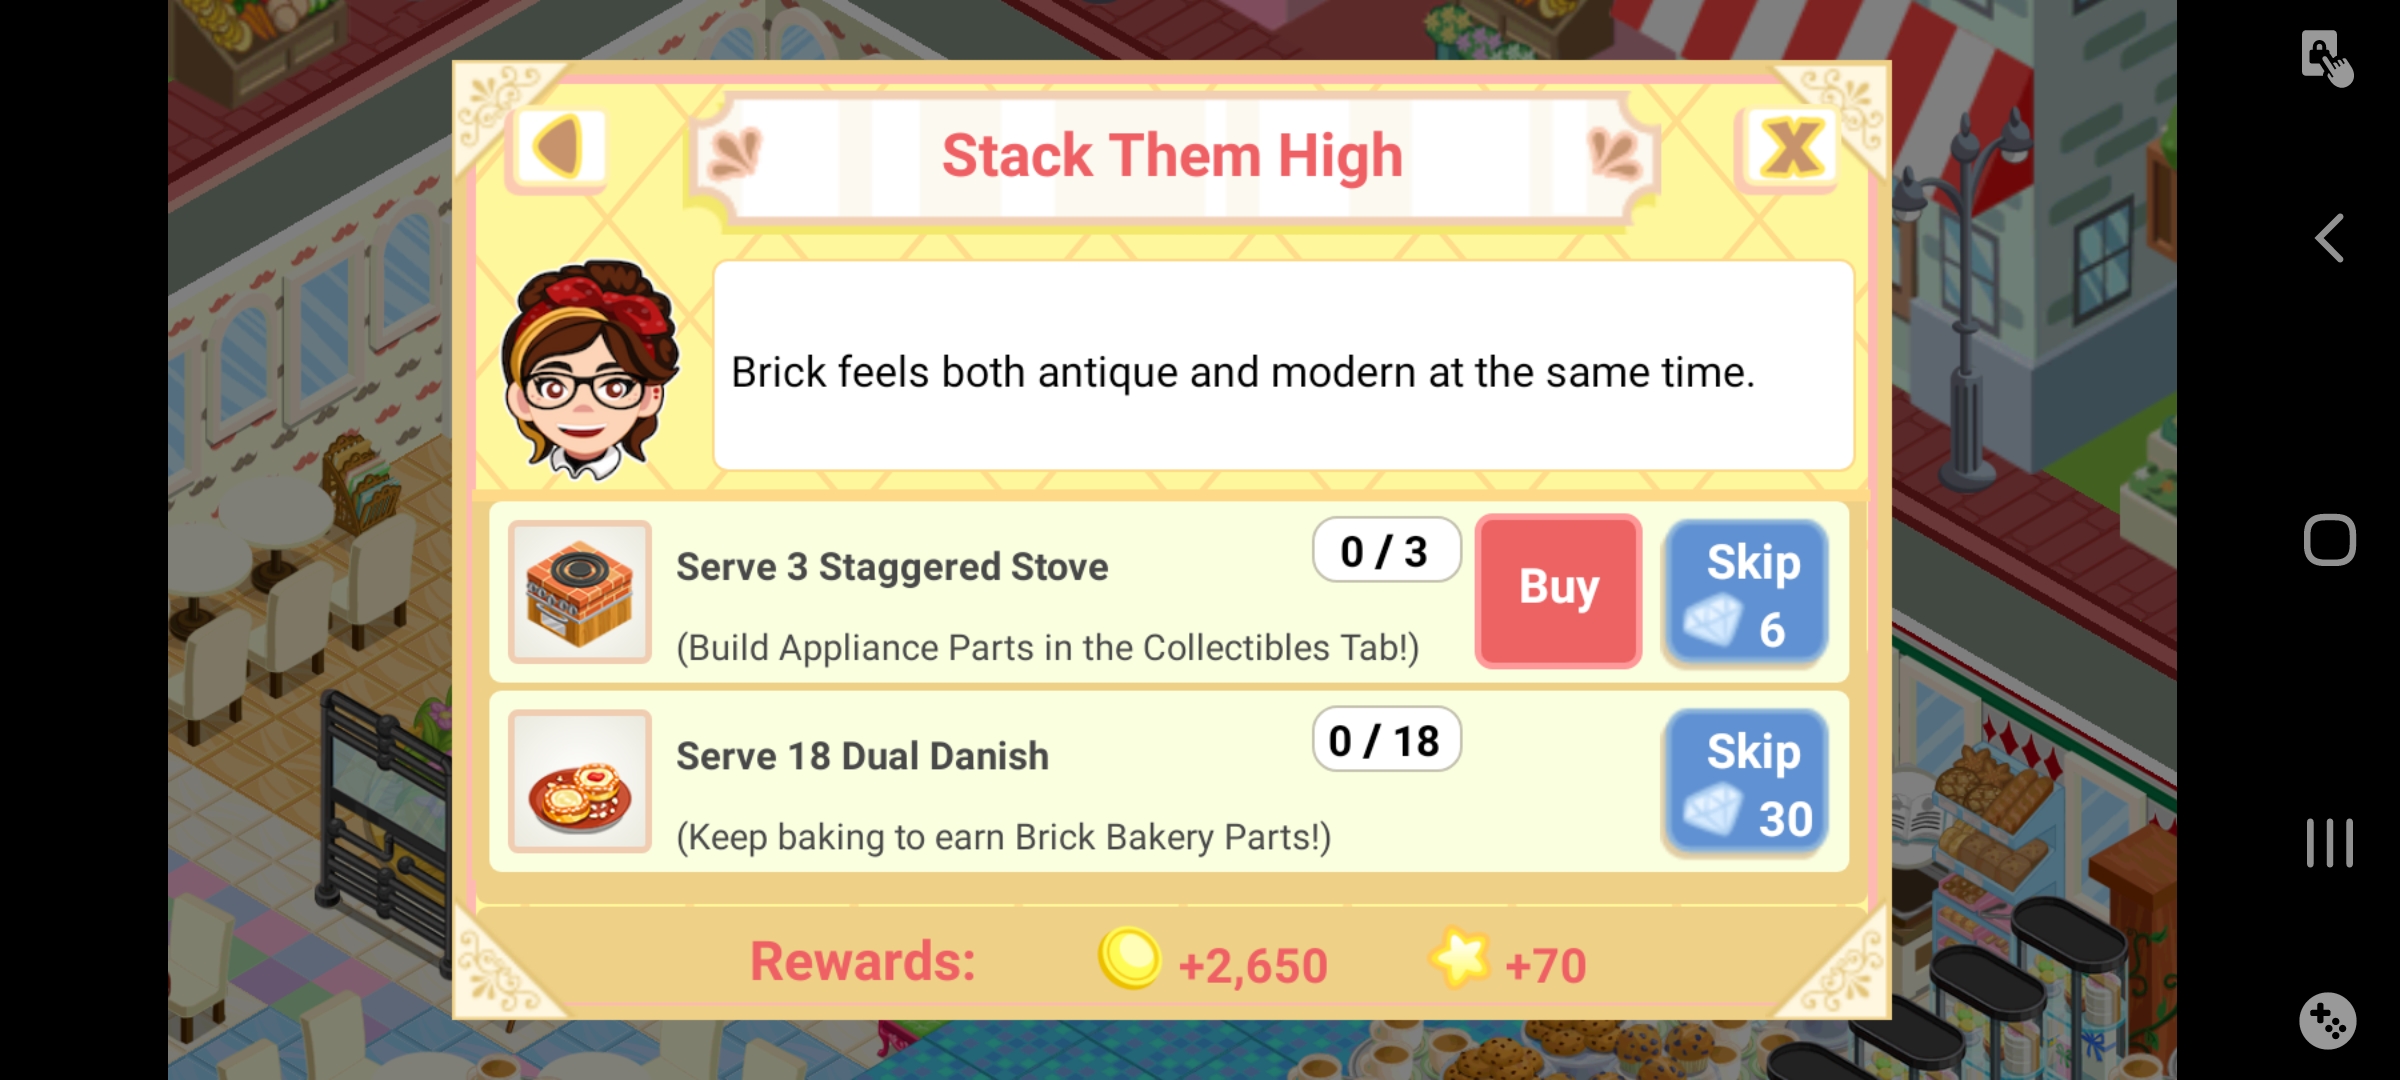 Stack Them High
X
Brick feels both antique and modern at the same time.
Serve 3 Staggered Stove
0 / 3
Buy
Skip
6
(Build Appliance Parts in the Collectibles Tab!)
Serve 18 Dual Danish
0 / 18
Skip
30
(Keep baking to earn Brick Bakery Parts!)
Rewards: +2,650 +70